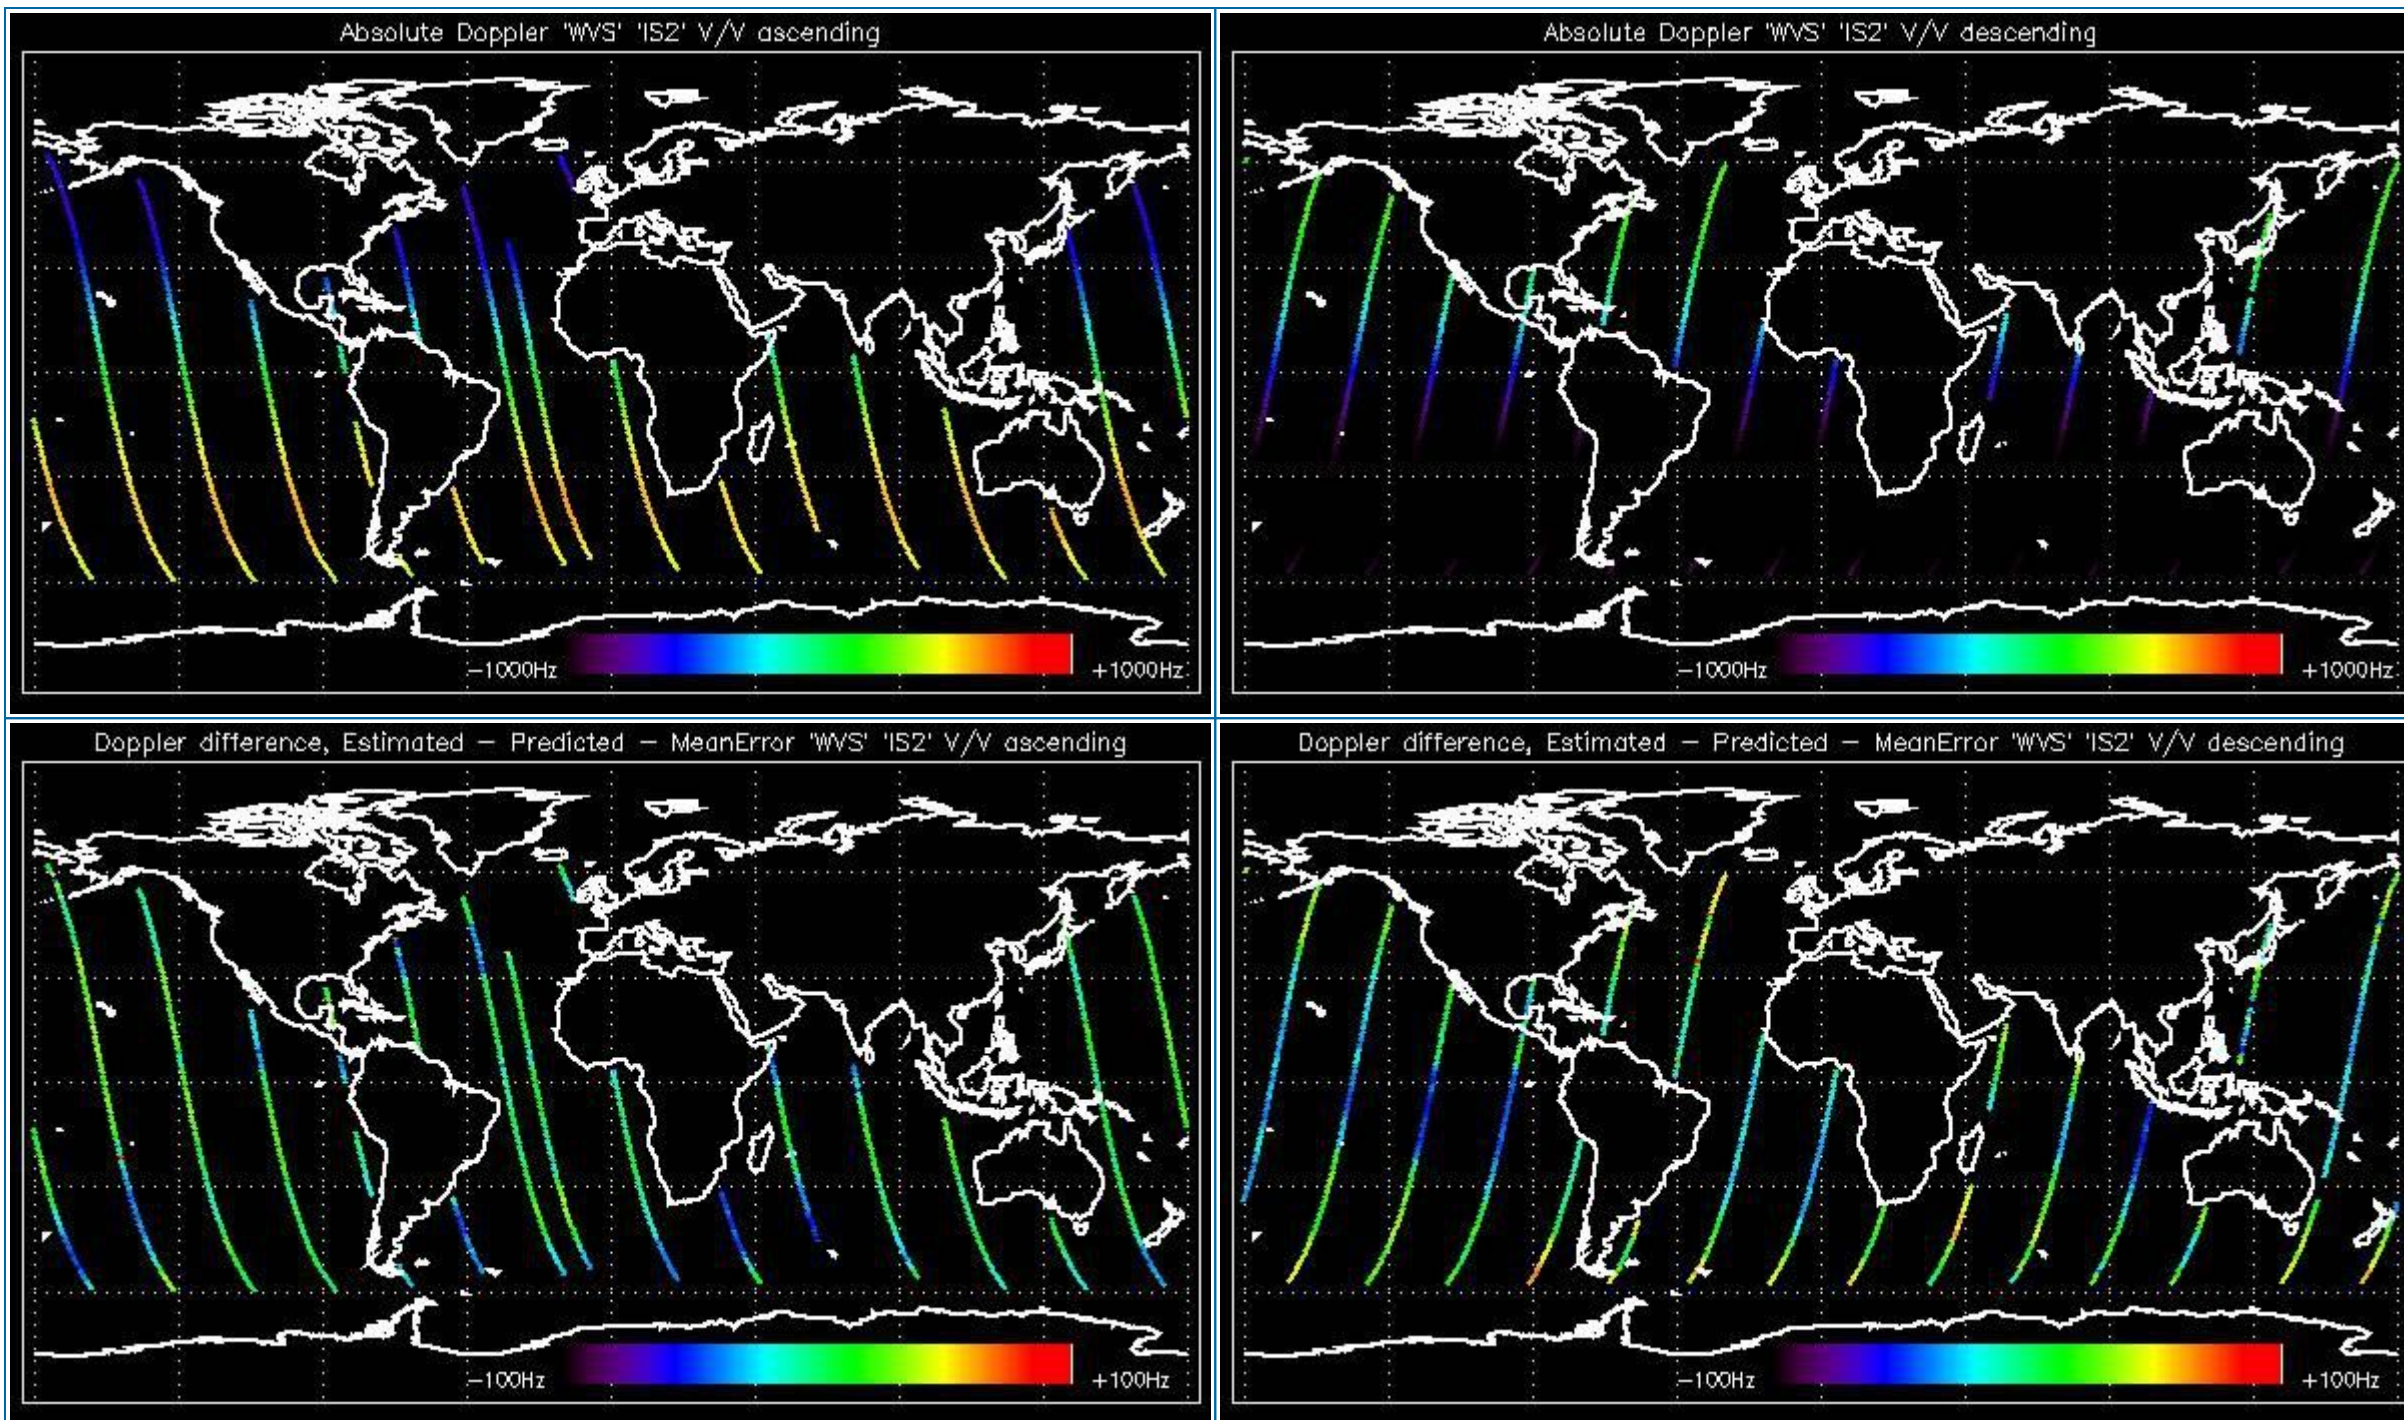 Absolute Doppler 'WVS' 'IS2' V/V ascending
-1000Hz
+1000Hz
Absolute Doppler 'WVS' 'IS2' V/V descending
-1000Hz
+1000Hz
Doppler difference, Estimated - Predicted - MeanError 'WVS' 'IS2' V/V ascending
-100Hz
+100Hz
Doppler difference, Estimated - Predicted - MeanError 'WVS' 'IS2' V/V descending
-100Hz
+100Hz